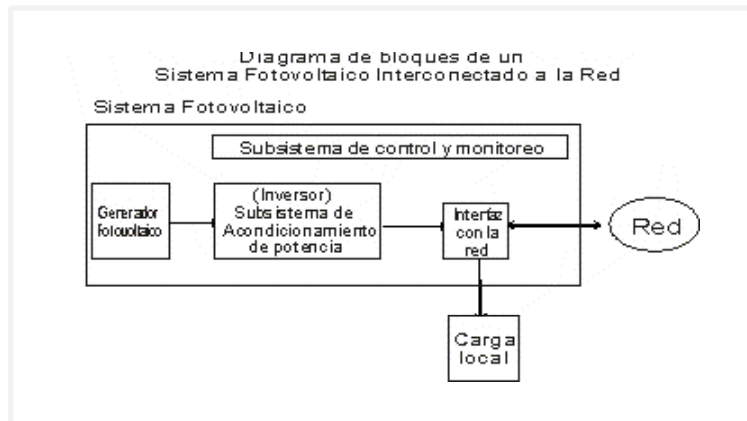 Diagrama de bloques de un
Sistema Fotovoltaico Interconectado a la Red
Sistema Fotovoltaico
Subsistema de control y monitoreo
Generador
Fotovoltaico
(Inversor)
Subsistema de
Acondicionamiento
de potencia
Interfaz
con la
red
Red
Carga
local